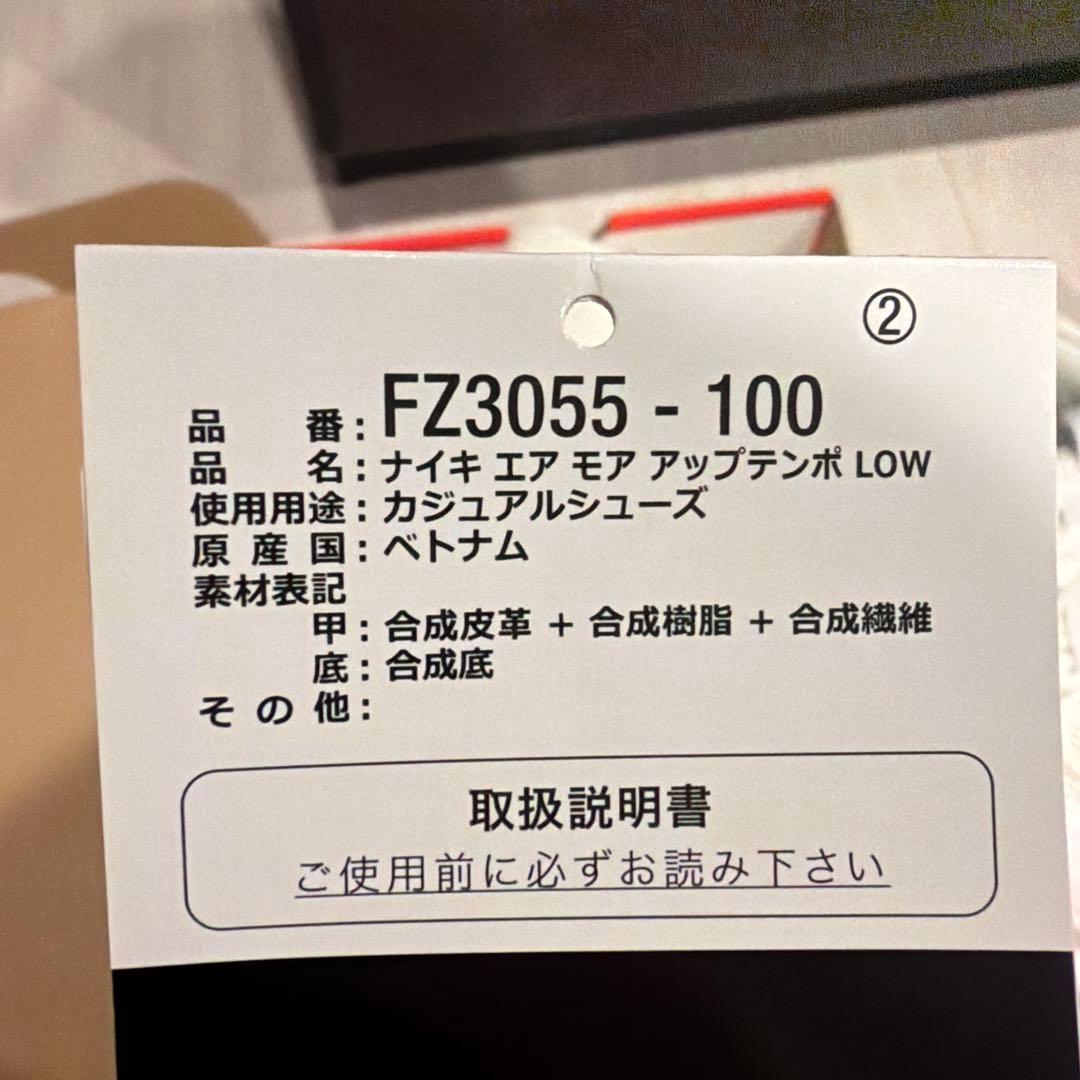 ②
品番：FZ3055 - 100
品名：ナイキ エア モア アップテンポ LOW
使用用途：カジュアルシューズ
原産国：ベトナム
素材表記
甲：合成皮革 + 合成樹脂 + 合成繊維
底：合成底
その他：
取扱説明書
ご使用前に必ずお読み下さい